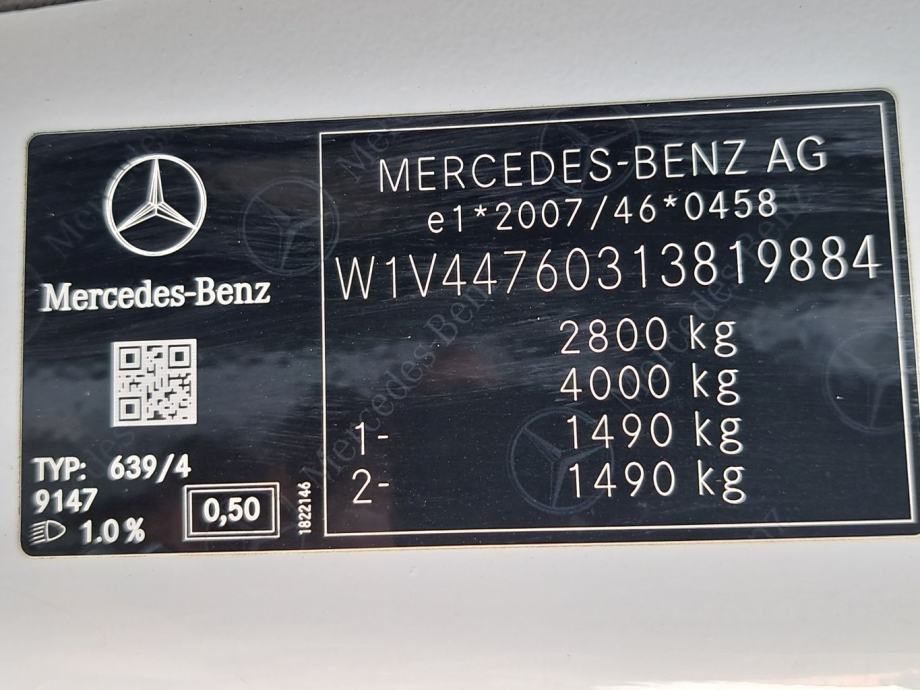 Mercedes-Benz
TYP: 639/4
9147
1.0 %
0,50
1822146
MERCEDES-BENZ AG
e1*2007/46*0458
W1V44760313819884
2800 kg
4000 kg
1- 1490 kg
2- 1490 kg